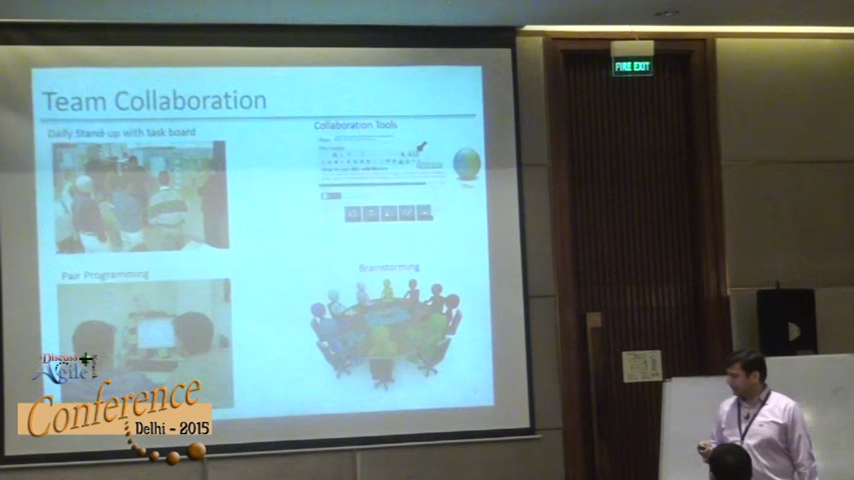 FIRE EXIT
Team Collaboration
Daily Stand-up with task board
Collaboration Tools
Pair Programming
Brainstorming
Discuss
Agile
Conference
Delhi - 2015